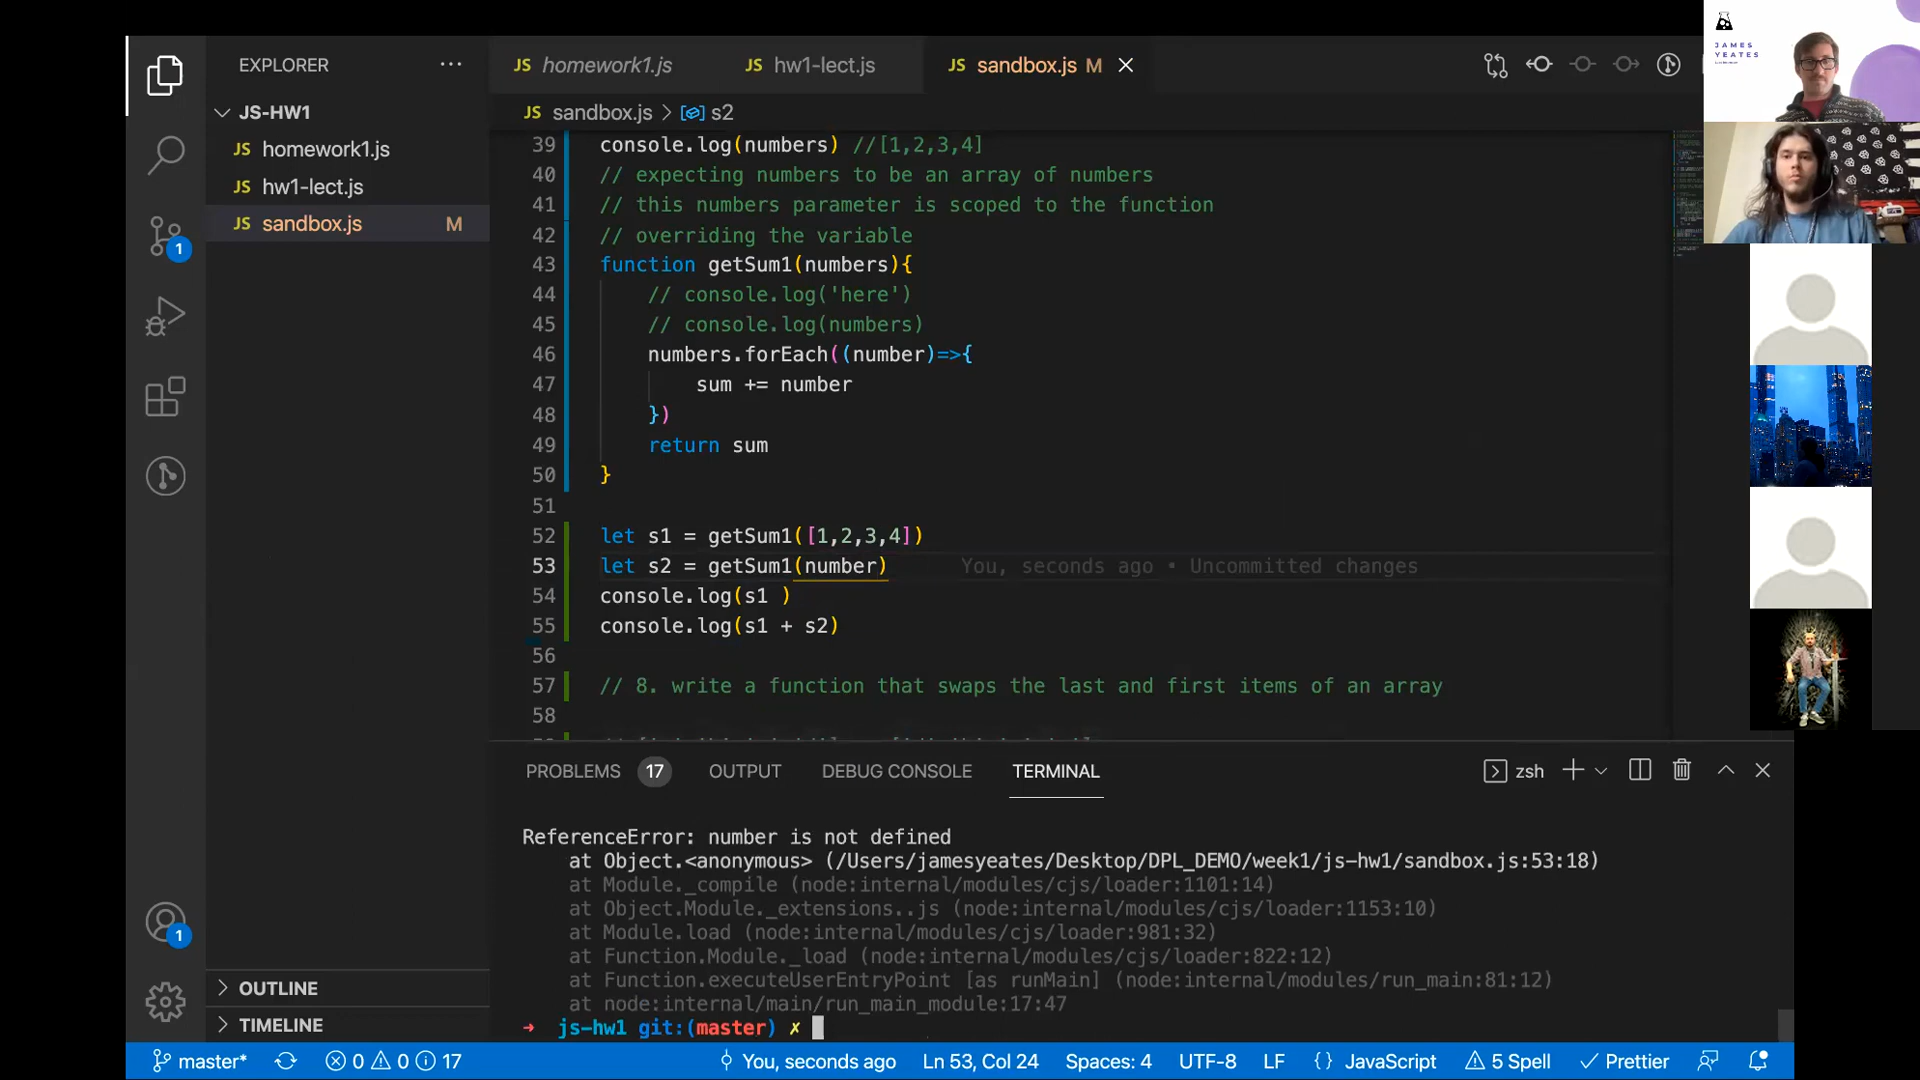 JAMES
YEATES
EXPLORER
JS homework1.js
JS hw1-lect.js
JS sandbox.js M
JS sandbox.js > s2
JS-HW1
JS homework1.js
JS hw1-lect.js
JS sandbox.js M
1
1
39 console.log(numbers) //[1,2,3,4]
40 // expecting numbers to be an array of numbers
41 // this numbers parameter is scoped to the function
42 // overriding the variable
43 function getSum1(numbers){
44 // console.log('here')
45 // console.log(numbers)
46 numbers.forEach((number)=>{
47 sum += number
48 })
49 return sum
50 }
51
52 let s1 = getSum1([1,2,3,4])
53 let s2 = getSum1(number) You, seconds ago • Uncommitted changes
54 console.log(s1 )
55 console.log(s1 + s2)
56
57 // 8. write a function that swaps the last and first items of an array
58
PROBLEMS 17 OUTPUT DEBUG CONSOLE TERMINAL zsh
ReferenceError: number is not defined
at Object.<anonymous> (/Users/jamesyeates/Desktop/DPL_DEMO/week1/js-hw1/sandbox.js:53:18)
at Module._compile (node:internal/modules/cjs/loader:1101:14)
at Object.Module._extensions..js (node:internal/modules/cjs/loader:1153:10)
at Module.load (node:internal/modules/cjs/loader:981:32)
at Function.Module._load (node:internal/modules/cjs/loader:822:12)
at Function.executeUserEntryPoint [as runMain] (node:internal/modules/run_main:81:12)
at node:internal/main/run_main_module:17:47
➜ js-hw1 git:(master) ✗
OUTLINE
TIMELINE
master* 0 0 17 You, seconds ago Ln 53, Col 24 Spaces: 4 UTF-8 LF {} JavaScript 5 Spell Prettier